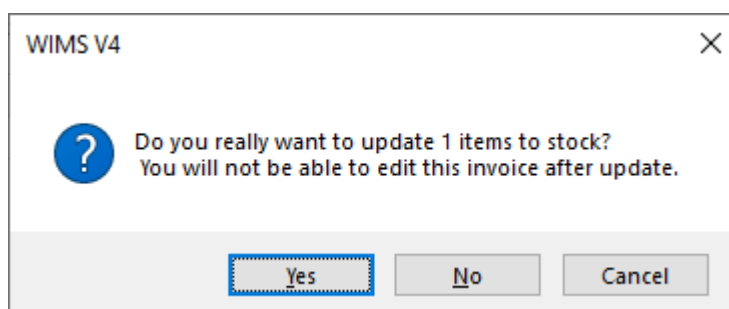 WIMS V4
Do you really want to update 1 items to stock?
You will not be able to edit this invoice after update.
Yes
No
Cancel